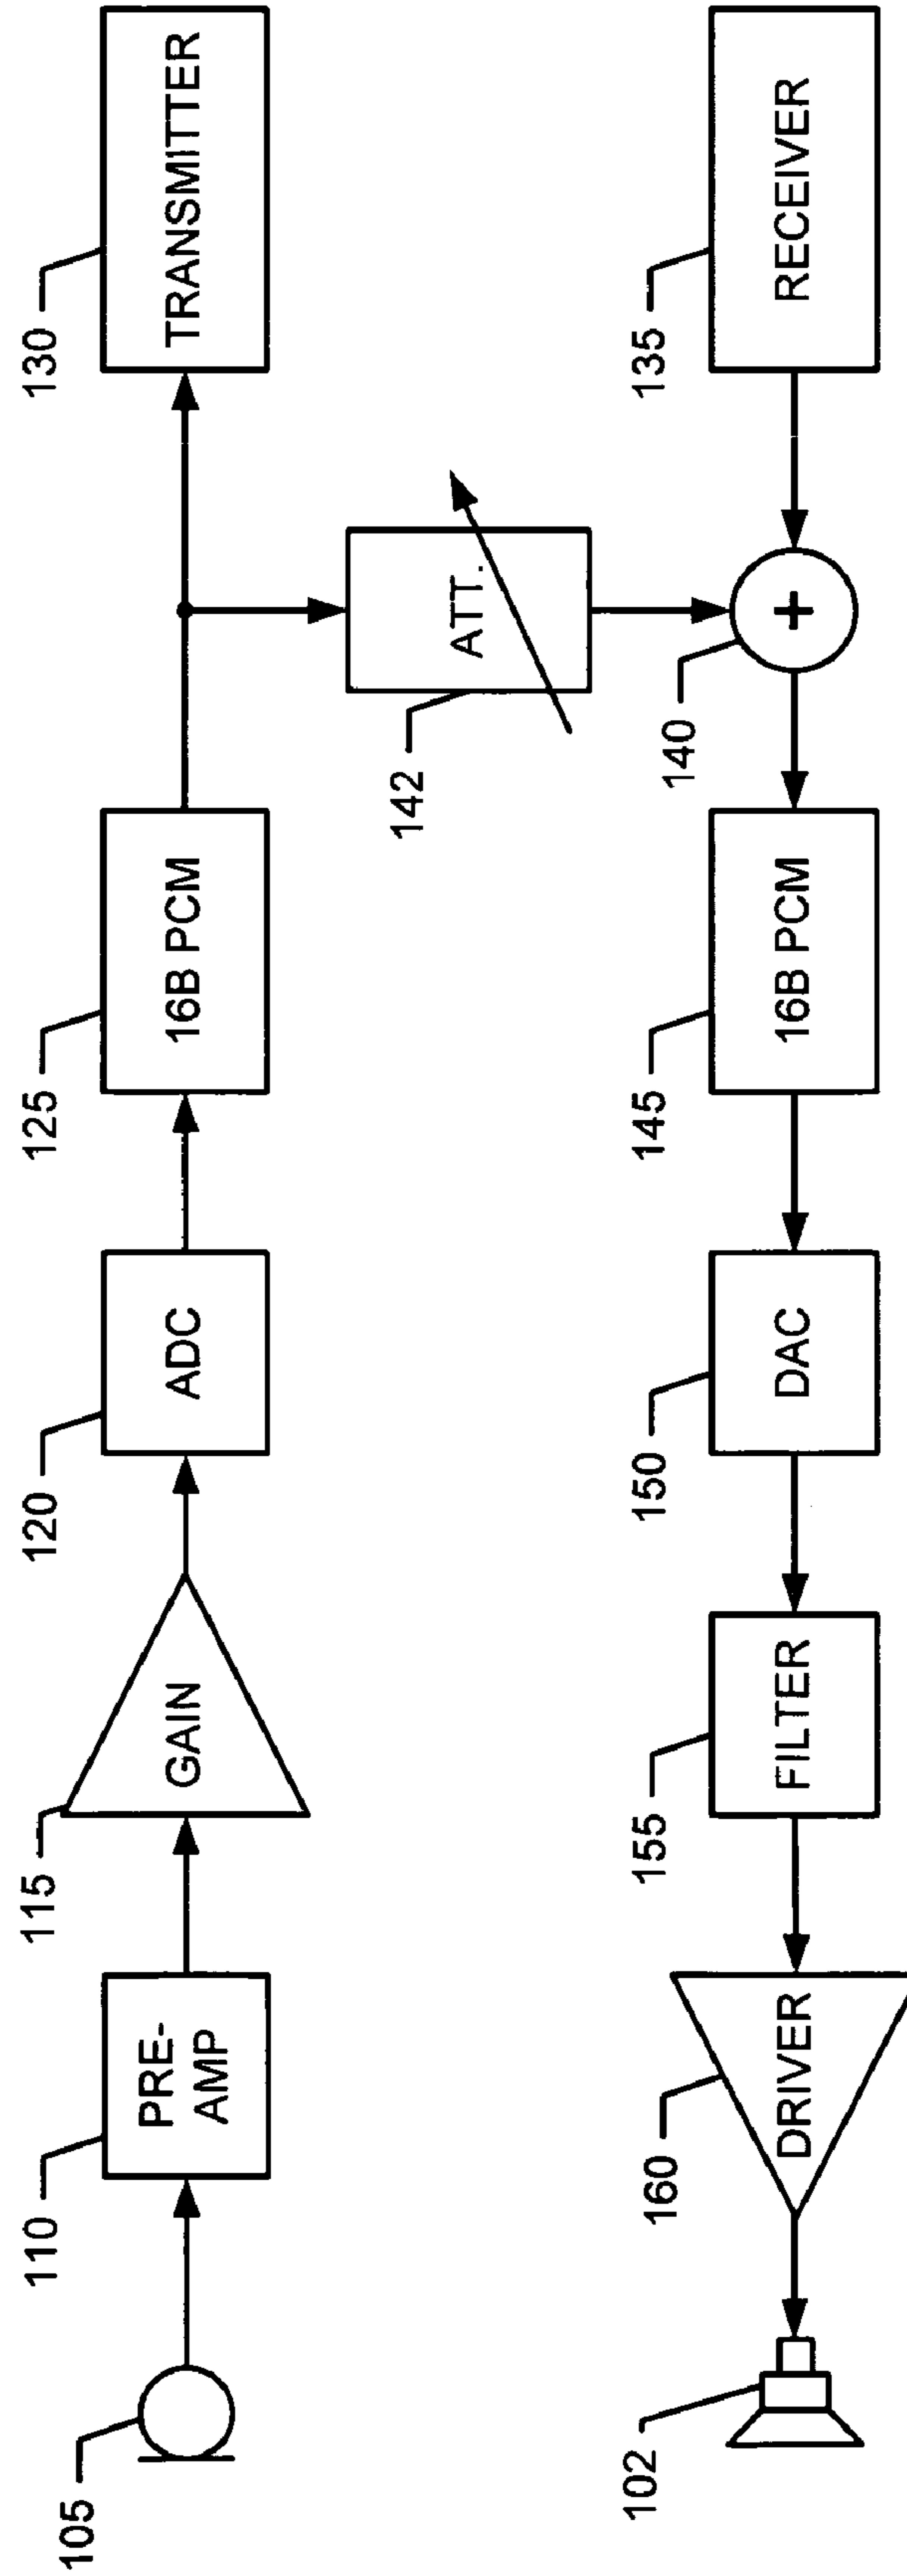 105
110
PRE-
AMP
115
GAIN
120
ADC
125
16B PCM
130
TRANSMITTER
142
ATT.
102
160
DRIVER
155
FILTER
150
DAC
145
16B PCM
140
+
135
RECEIVER